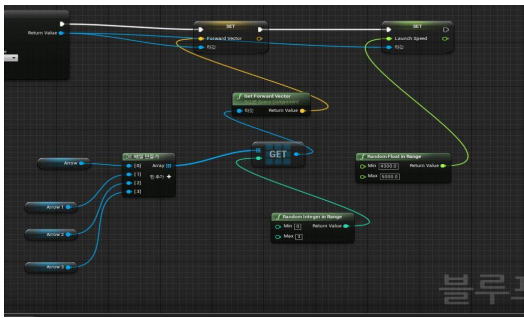 SET
SET
Return Value
Forward Vector
타깃
Launch Speed
타깃
f Get Forward Vector
타깃 Return Value
Arrow
배열 만들기
[0] Array
[1] 핀 추가 +
[2]
[3]
GET
f Random Float in Range
Min 4000.0 Return Value
Max 5000.0
Arrow 1
f Random Integer in Range
Min 0 Return Value
Max 3
Arrow 2
Arrow 3
블루프